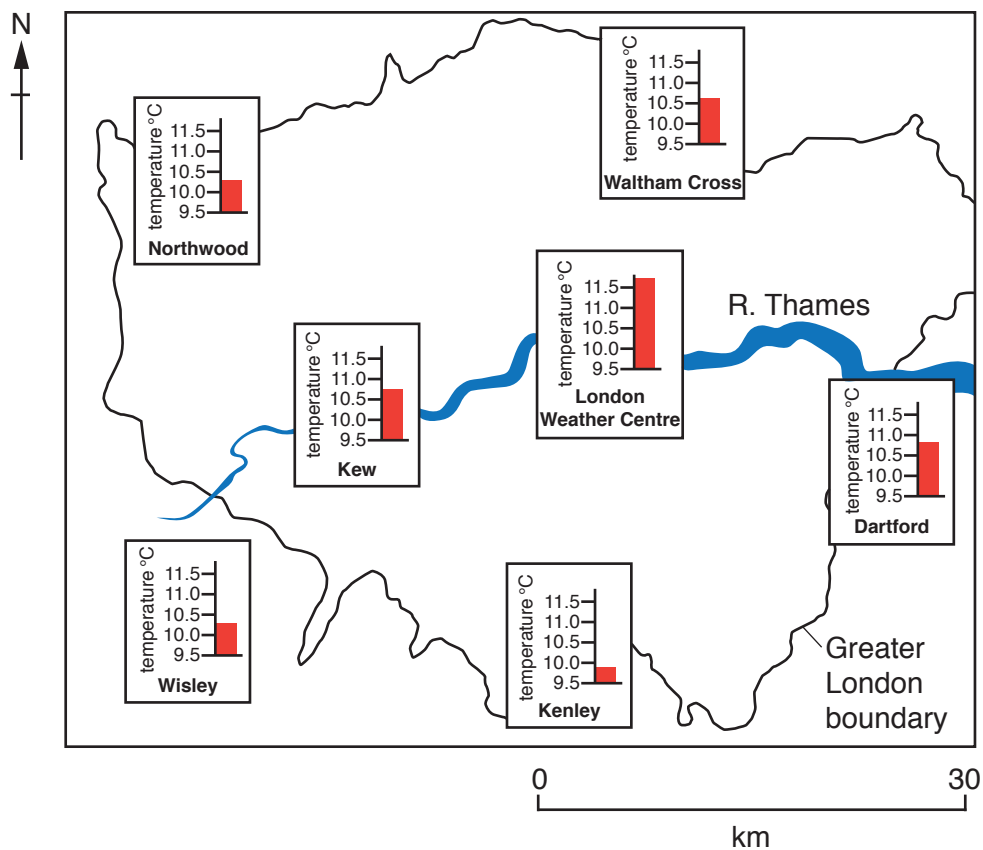 N
temperature °C
11.5
11.0
10.5
10.0
9.5
Waltham Cross
temperature °C
11.5
11.0
10.5
10.0
9.5
Northwood
temperature °C
11.5
11.0
10.5
10.0
9.5
London
Weather Centre
R. Thames
temperature °C
11.5
11.0
10.5
10.0
9.5
Kew
temperature °C
11.5
11.0
10.5
10.0
9.5
Dartford
temperature °C
11.5
11.0
10.5
10.0
9.5
Wisley
temperature °C
11.5
11.0
10.5
10.0
9.5
Kenley
Greater
London
boundary
0 30
km